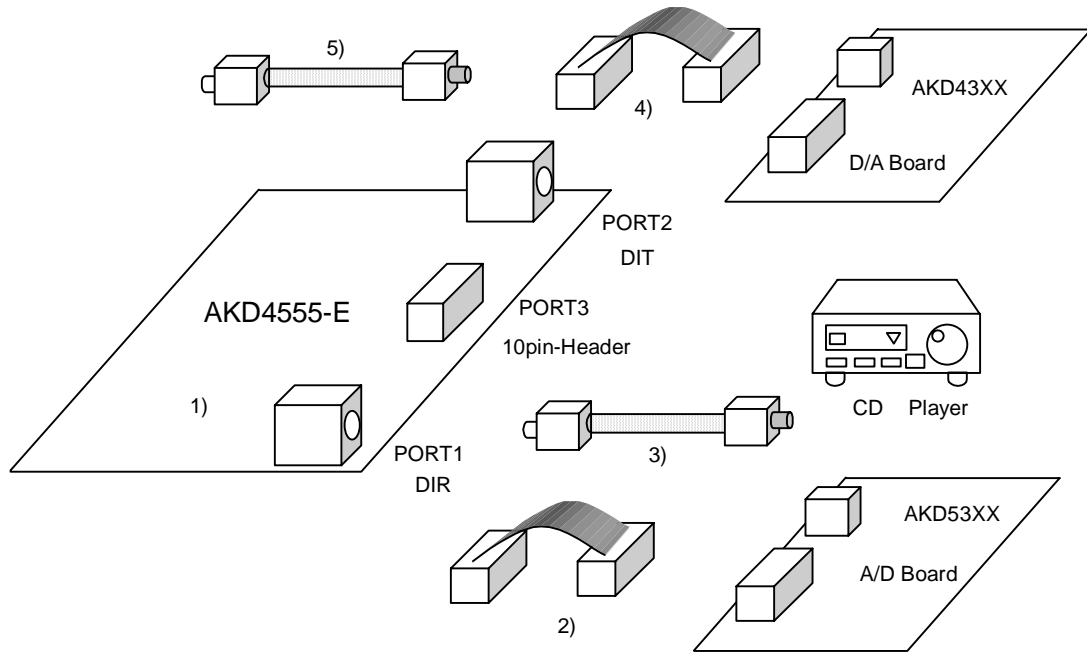 5)
4)
AKD43XX
D/A Board
PORT2
DIT
AKD4555-E
PORT3
10pin-Header
1)
PORT1
DIR
3)
CD Player
2)
AKD53XX
A/D Board